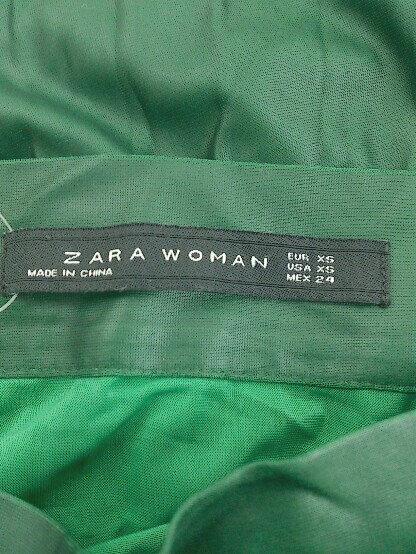 ZARA WOMAN
MADE IN CHINA
EUR XS
USA XS
MEX 24